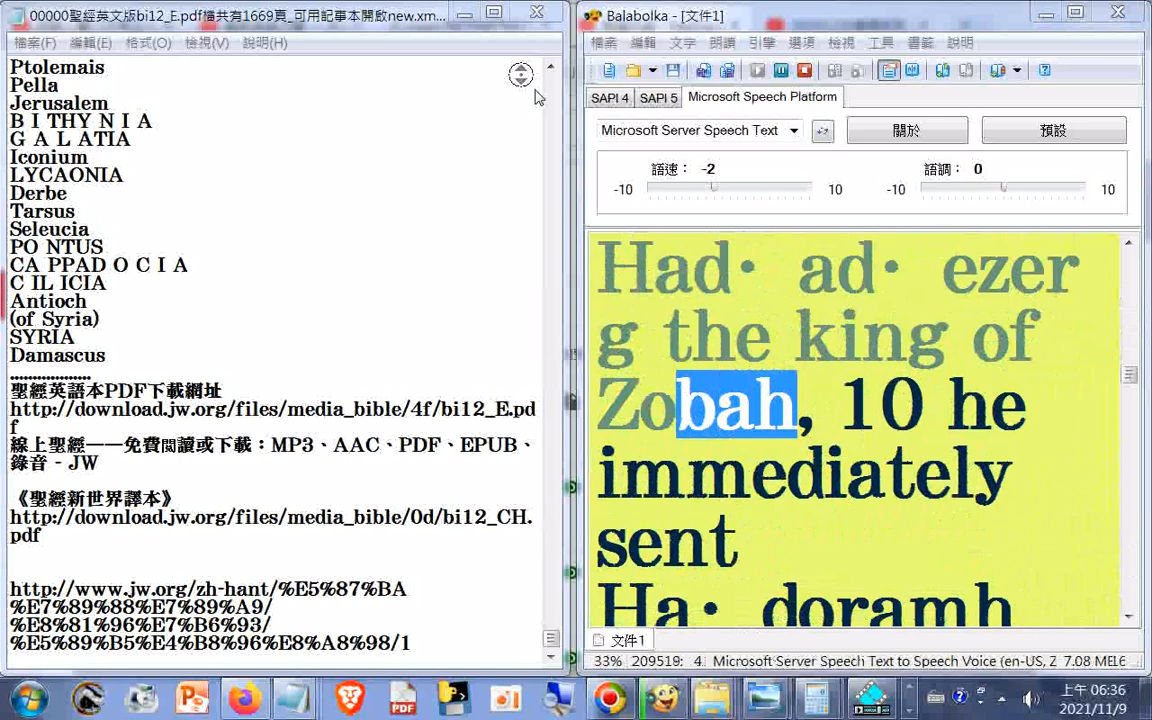 00000聖經英文版bi12_E.pdf檔共有1669頁_可用記事本開啟new.xm...
檔案(F) 編輯(E) 格式(O) 檢視(V) 說明(H)
Ptolemais
Pella
Jerusalem
B I THY N I A
G A L ATIA
Iconium
LYCAONIA
Derbe
Tarsus
Seleucia
PO NTUS
CA PPAD O C I A
C IL ICIA
Antioch
(of Syria)
SYRIA
Damascus
..................
聖經英語本PDF下載網址
http://download.jw.org/files/media_bible/4f/bi12_E.pd
f
線上聖經——免費閱讀或下載：MP3、AAC、PDF、EPUB、
錄音 - JW
《聖經新世界譯本》
http://download.jw.org/files/media_bible/0d/bi12_CH.
pdf
http://www.jw.org/zh-hant/%E5%87%BA
%E7%89%88%E7%89%A9/
%E8%81%96%E7%B6%93/
%E5%89%B5%E4%B8%96%E8%A8%98/1
Balabolka - [文件1]
檔案 編輯 文字 朗讀 引擎 選項 檢視 工具 書籤 說明
SAPI 4 SAPI 5 Microsoft Speech Platform
Microsoft Server Speech Text 關於 預設
語速： -2 語調： 0
-10 10 -10 10
Had· ad· ezer
g the king of
Zobah, 10 he
immediately
sent
Ha· doramh
文件1
33% 209519: 4. Microsoft Server Speech Text to Speech Voice (en-US, Z 7.08 MEL6
上午 06:36
2021/11/9